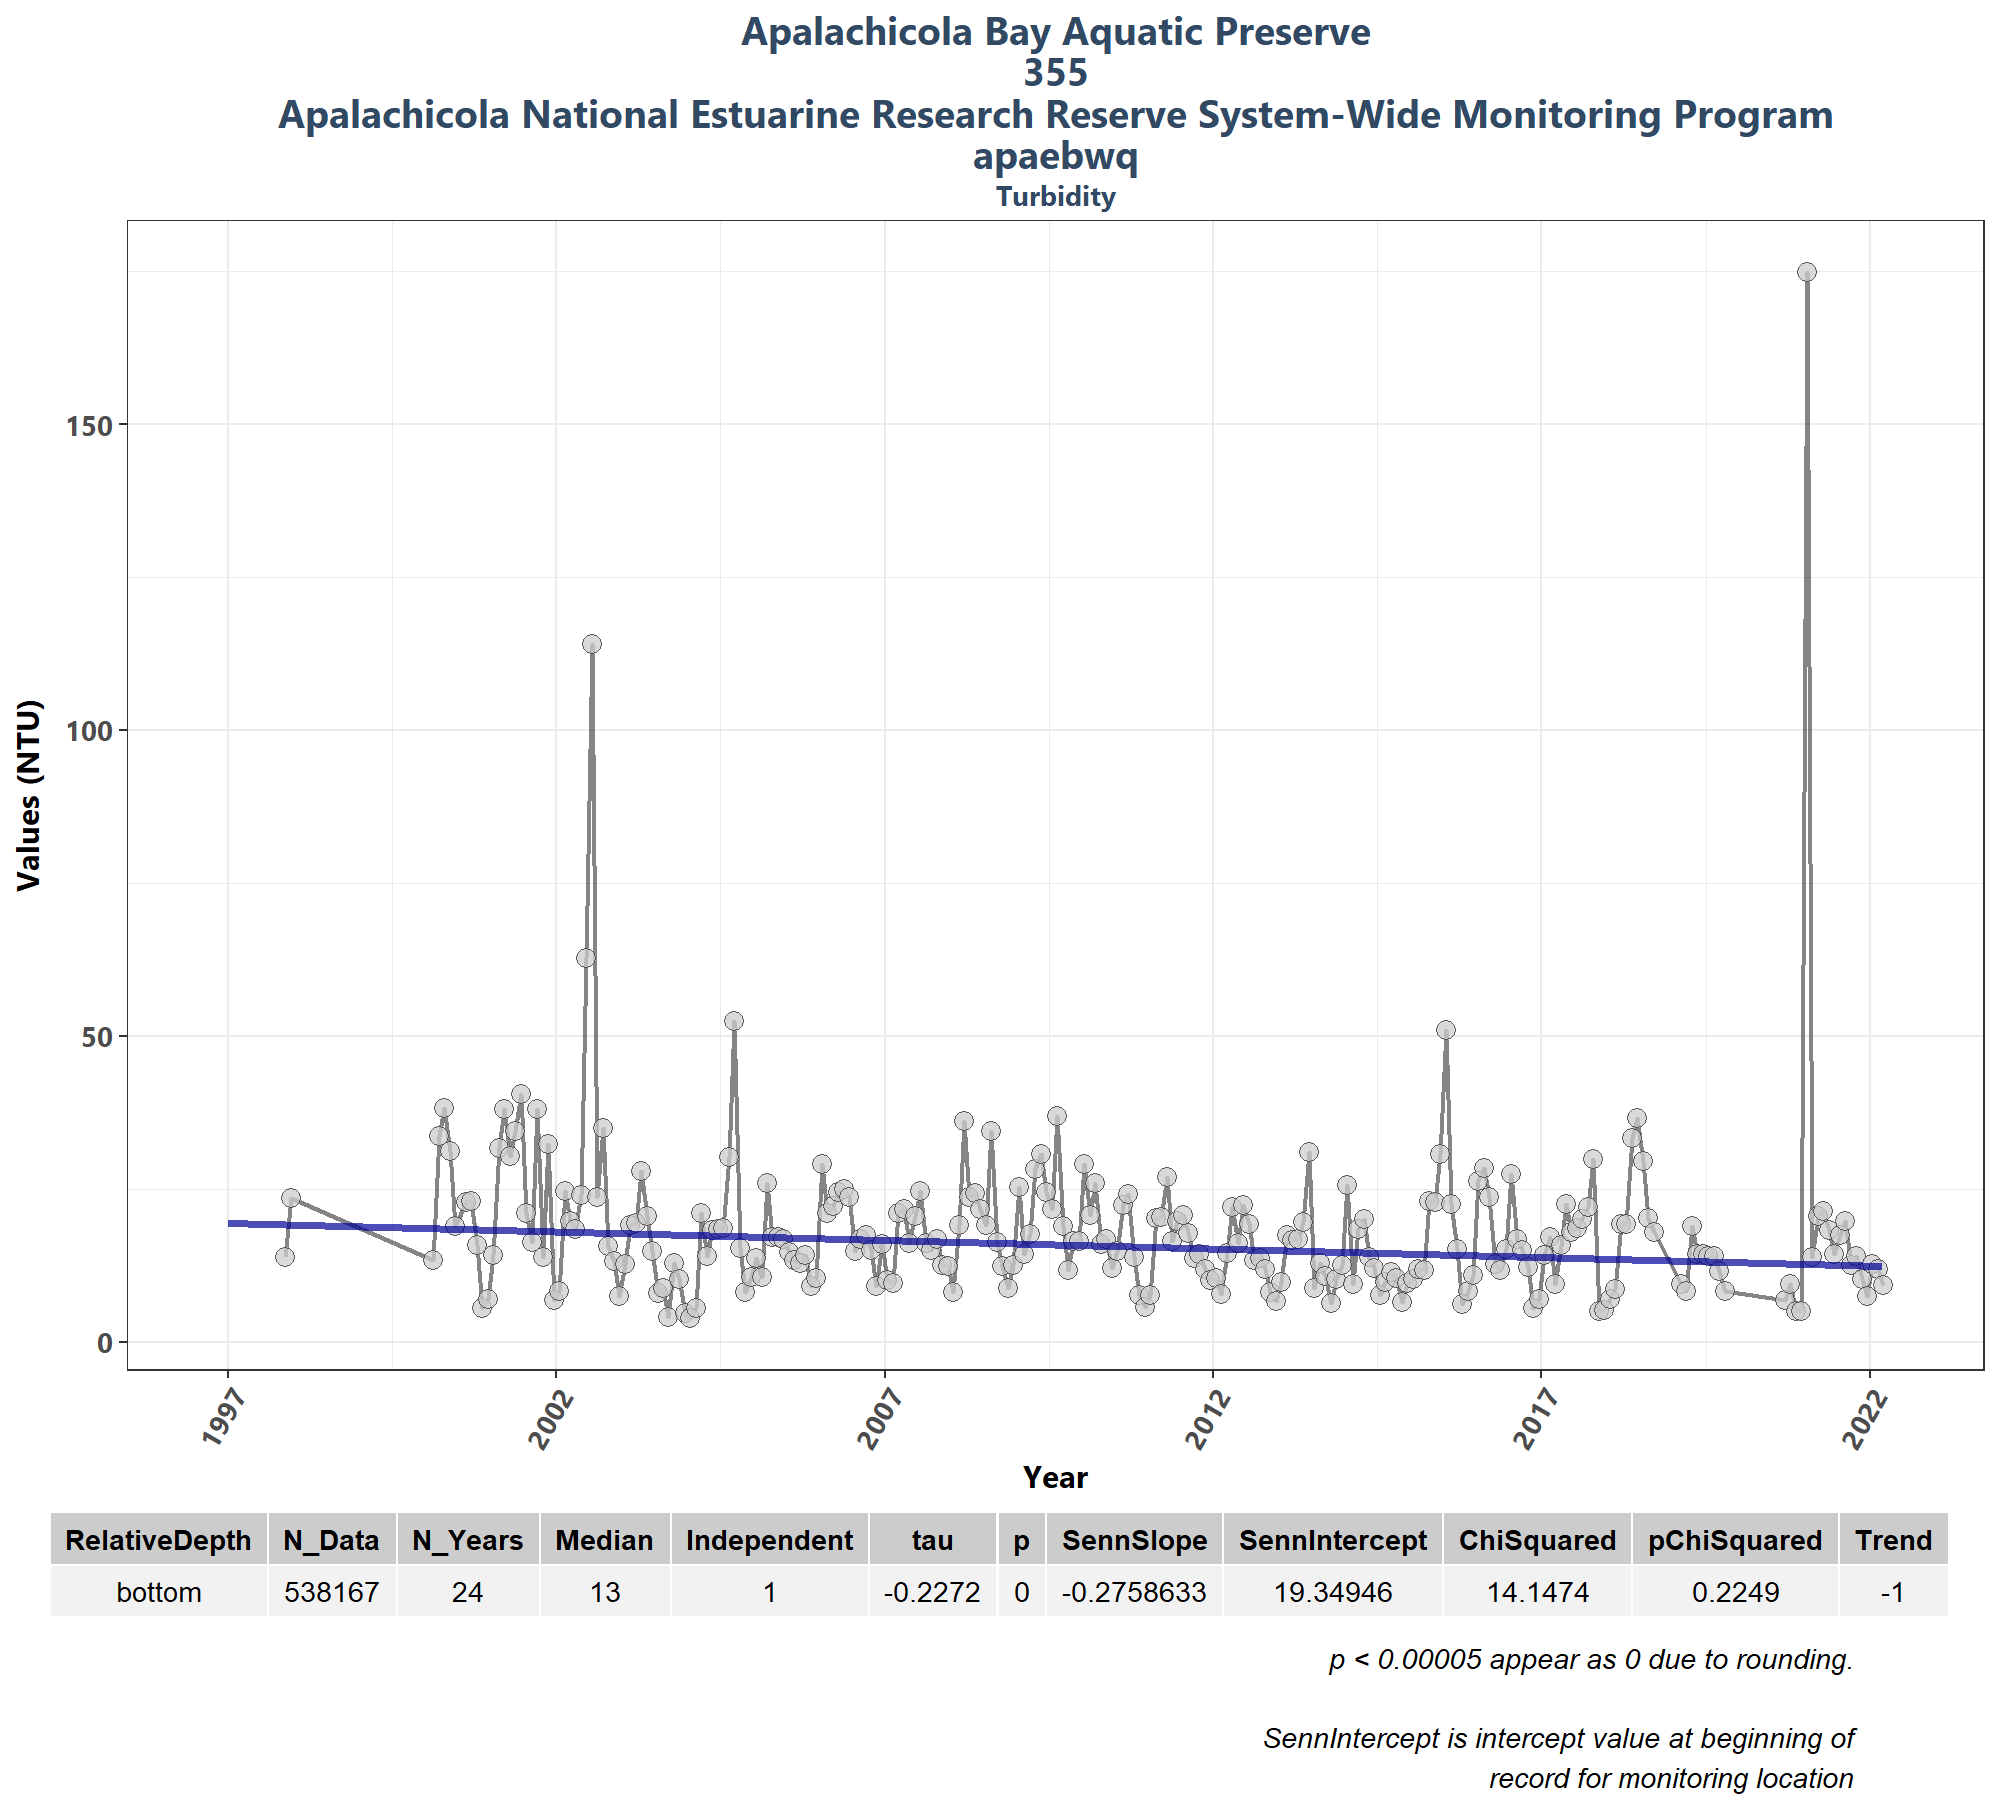 Apalachicola Bay Aquatic Preserve
355
Apalachicola National Estuarine Research Reserve System-Wide Monitoring Program
apaebwq
Turbidity
Values (NTU)
150
100
50
0
1997 2002 2007 2012 2017 2022
Year
RelativeDepth N_Data N_Years Median Independent tau p SennSlope SennIntercept ChiSquared pChiSquared Trend
bottom 538167 24 13 1 -0.2272 0 -0.2758633 19.34946 14.1474 0.2249 -1
p < 0.00005 appear as 0 due to rounding.
SennIntercept is intercept value at beginning of
record for monitoring location